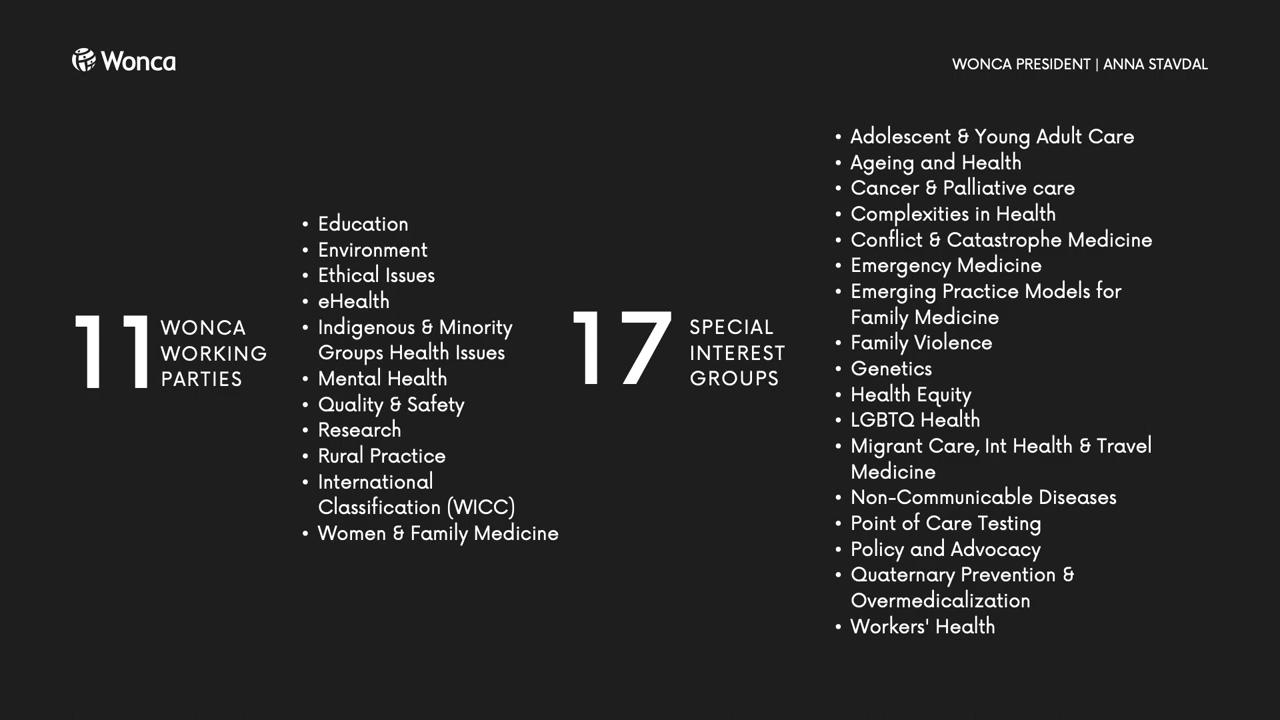 Wonca
WONCA PRESIDENT | ANNA STAVDAL
11
WONCA
WORKING
PARTIES
• Education
• Environment
• Ethical Issues
• eHealth
• Indigenous & Minority
Groups Health Issues
• Mental Health
• Quality & Safety
• Research
• Rural Practice
• International
Classification (WICC)
• Women & Family Medicine
17
SPECIAL
INTEREST
GROUPS
• Adolescent & Young Adult Care
• Ageing and Health
• Cancer & Palliative care
• Complexities in Health
• Conflict & Catastrophe Medicine
• Emergency Medicine
• Emerging Practice Models for
Family Medicine
• Family Violence
• Genetics
• Health Equity
• LGBTQ Health
• Migrant Care, Int Health & Travel
Medicine
• Non-Communicable Diseases
• Point of Care Testing
• Policy and Advocacy
• Quaternary Prevention &
Overmedicalization
• Workers' Health